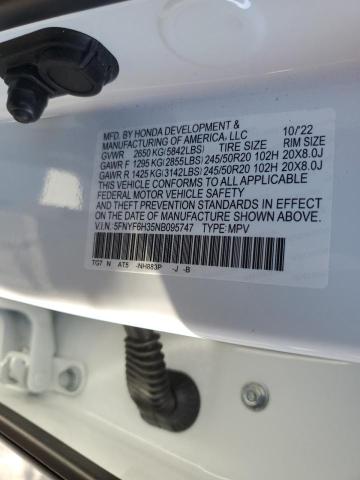 MFD. BY HONDA DEVELOPMENT & 10/'22
MANUFACTURING OF AMERICA, LLC
GVWR 2650 KG(5842LBS) TIRE SIZE RIM SIZE
GAWR F 1295 KG(2855LBS) 245/50R20 102H 20X8.0J
GAWR R 1425 KG(3142LBS) 245/50R20 102H 20X8.0J
THIS VEHICLE CONFORMS TO ALL APPLICABLE
FEDERAL MOTOR VEHICLE SAFETY
AND THEFT PREVENTION STANDARDS IN EFFECT ON
THE DATE OF MANUFACTURE SHOWN ABOVE.
V.I.N: 5FNYF6H35NB095747 TYPE: MPV
TG7 N AT5 -NH883P -J -B